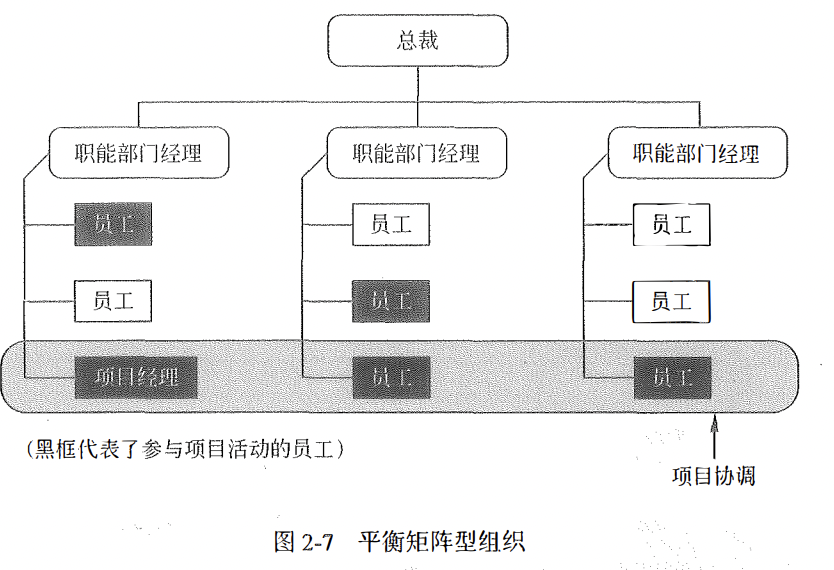 总裁
职能部门经理
职能部门经理
职能部门经理
员工
员工
员工
员工
员工
员工
项目经理
员工
员工
(黑框代表了参与项目活动的员工)
项目协调
图 2-7 平衡矩阵型组织